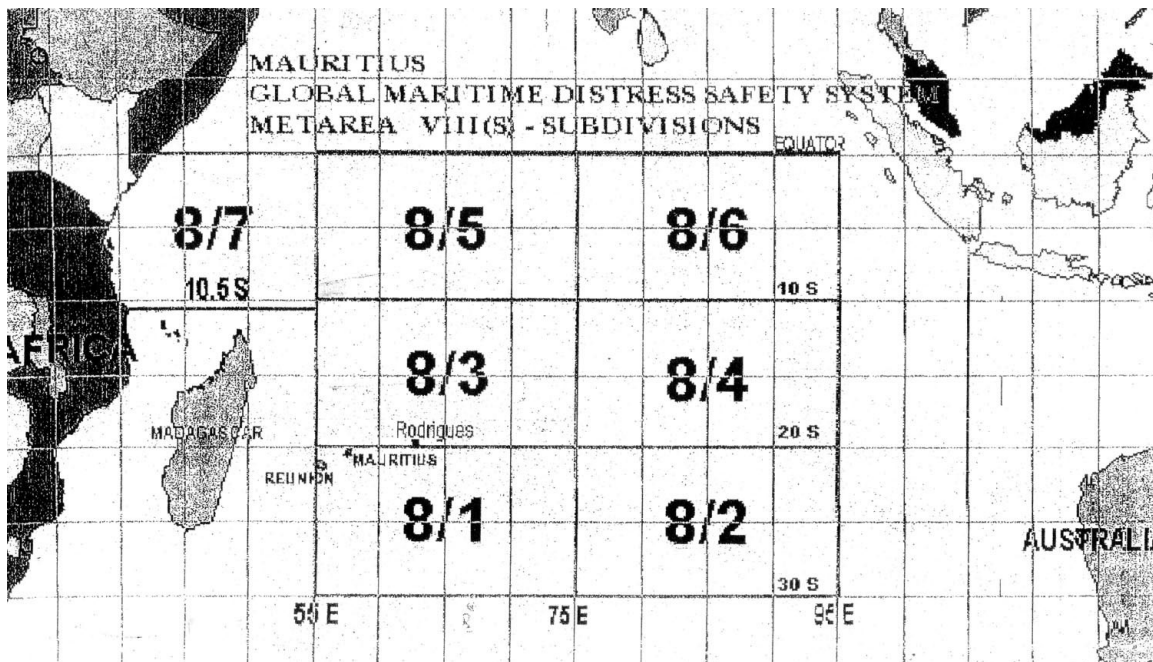 MAURITIUS
GLOBAL MARITIME DISTRESS SAFETY SYSTEM
METAREA VIII(S) - SUBDIVISIONS
EQUATOR
8/7
8/5
8/6
10.5 S
10 S
AFRICA
8/3
8/4
MADAGASCAR
Rodrigues
20 S
MAURITIUS
REUNION
8/1
8/2
AUSTRALI
30 S
55 E
75 E
95 E